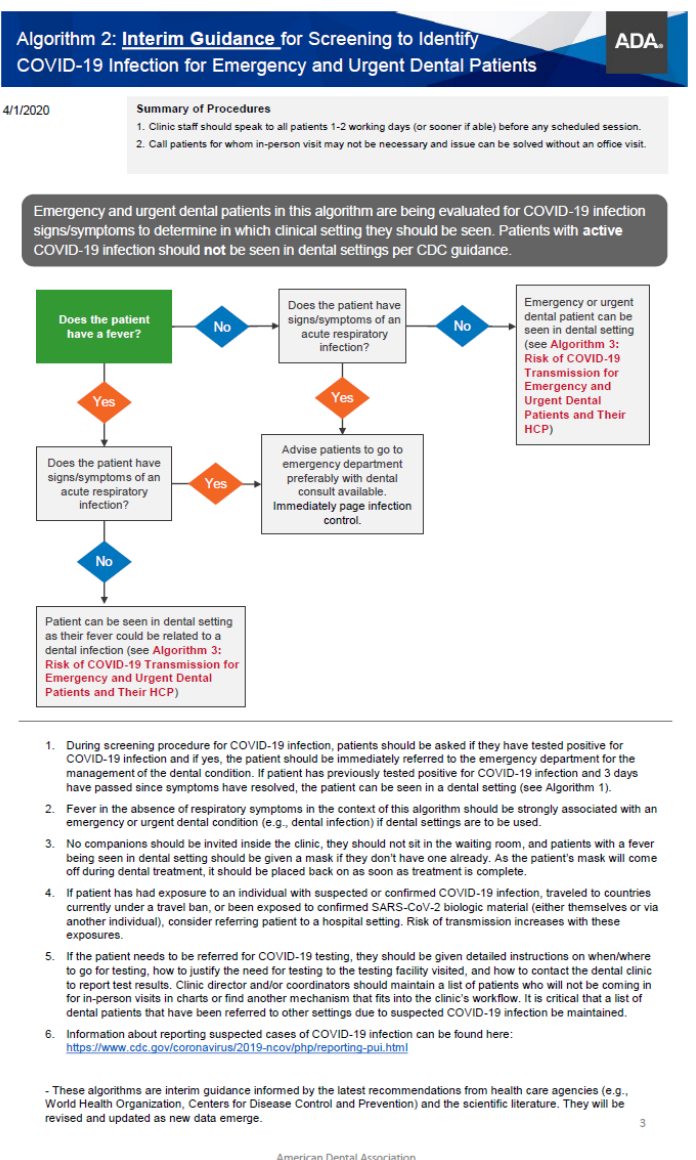 Algorithm 2: Interim Guidance for Screening to Identify
COVID-19 Infection for Emergency and Urgent Dental Patients
ADA.
4/1/2020
Summary of Procedures
1. Clinic staff should speak to all patients 1-2 working days (or sooner if able) before any scheduled session.
2. Call patients for whom in-person visit may not be necessary and issue can be solved without an office visit.
Emergency and urgent dental patients in this algorithm are being evaluated for COVID-19 infection
signs/symptoms to determine in which clinical setting they should be seen. Patients with active
COVID-19 infection should not be seen in dental settings per CDC guidance.
Does the patient
have a fever?
No
Does the patient have
signs/symptoms of an
acute respiratory
infection?
No
Emergency or urgent
dental patient can be
seen in dental setting
(see Algorithm 3:
Risk of COVID-19
Transmission for
Emergency and
Urgent Dental
Patients and Their
HCP)
Yes
Yes
Does the patient have
signs/symptoms of an
acute respiratory
infection?
Yes
Advise patients to go to
emergency department
preferably with dental
consult available.
Immediately page infection
control.
No
Patient can be seen in dental setting
as their fever could be related to a
dental infection (see Algorithm 3:
Risk of COVID-19 Transmission for
Emergency and Urgent Dental
Patients and Their HCP)
1. During screening procedure for COVID-19 infection, patients should be asked if they have tested positive for
COVID-19 infection and if yes, the patient should be immediately referred to the emergency department for the
management of the dental condition. If patient has previously tested positive for COVID-19 infection and 3 days
have passed since symptoms have resolved, the patient can be seen in a dental setting (see Algorithm 1).
2. Fever in the absence of respiratory symptoms in the context of this algorithm should be strongly associated with an
emergency or urgent dental condition (e.g., dental infection) if dental settings are to be used.
3. No companions should be invited inside the clinic, they should not sit in the waiting room, and patients with a fever
being seen in dental setting should be given a mask if they don't have one already. As the patient's mask will come
off during dental treatment, it should be placed back on as soon as treatment is complete.
4. If patient has had exposure to an individual with suspected or confirmed COVID-19 infection, traveled to countries
currently under a travel ban, or been exposed to confirmed SARS-CoV-2 biologic material (either themselves or via
another individual), consider referring patient to a hospital setting. Risk of transmission increases with these
exposures.
5. If the patient needs to be referred for COVID-19 testing, they should be given detailed instructions on when/where
to go for testing, how to justify the need for testing to the testing facility visited, and how to contact the dental clinic
to report test results. Clinic director and/or coordinators should maintain a list of patients who will not be coming in
for in-person visits in charts or find another mechanism that fits into the clinic's workflow. It is critical that a list of
dental patients that have been referred to other settings due to suspected COVID-19 infection be maintained.
6. Information about reporting suspected cases of COVID-19 infection can be found here:
https://www.cdc.gov/coronavirus/2019-ncov/php/reporting-pui.html
- These algorithms are interim guidance informed by the latest recommendations from health care agencies (e.g.,
World Health Organization, Centers for Disease Control and Prevention) and the scientific literature. They will be
revised and updated as new data emerge.
3
American Dental Association